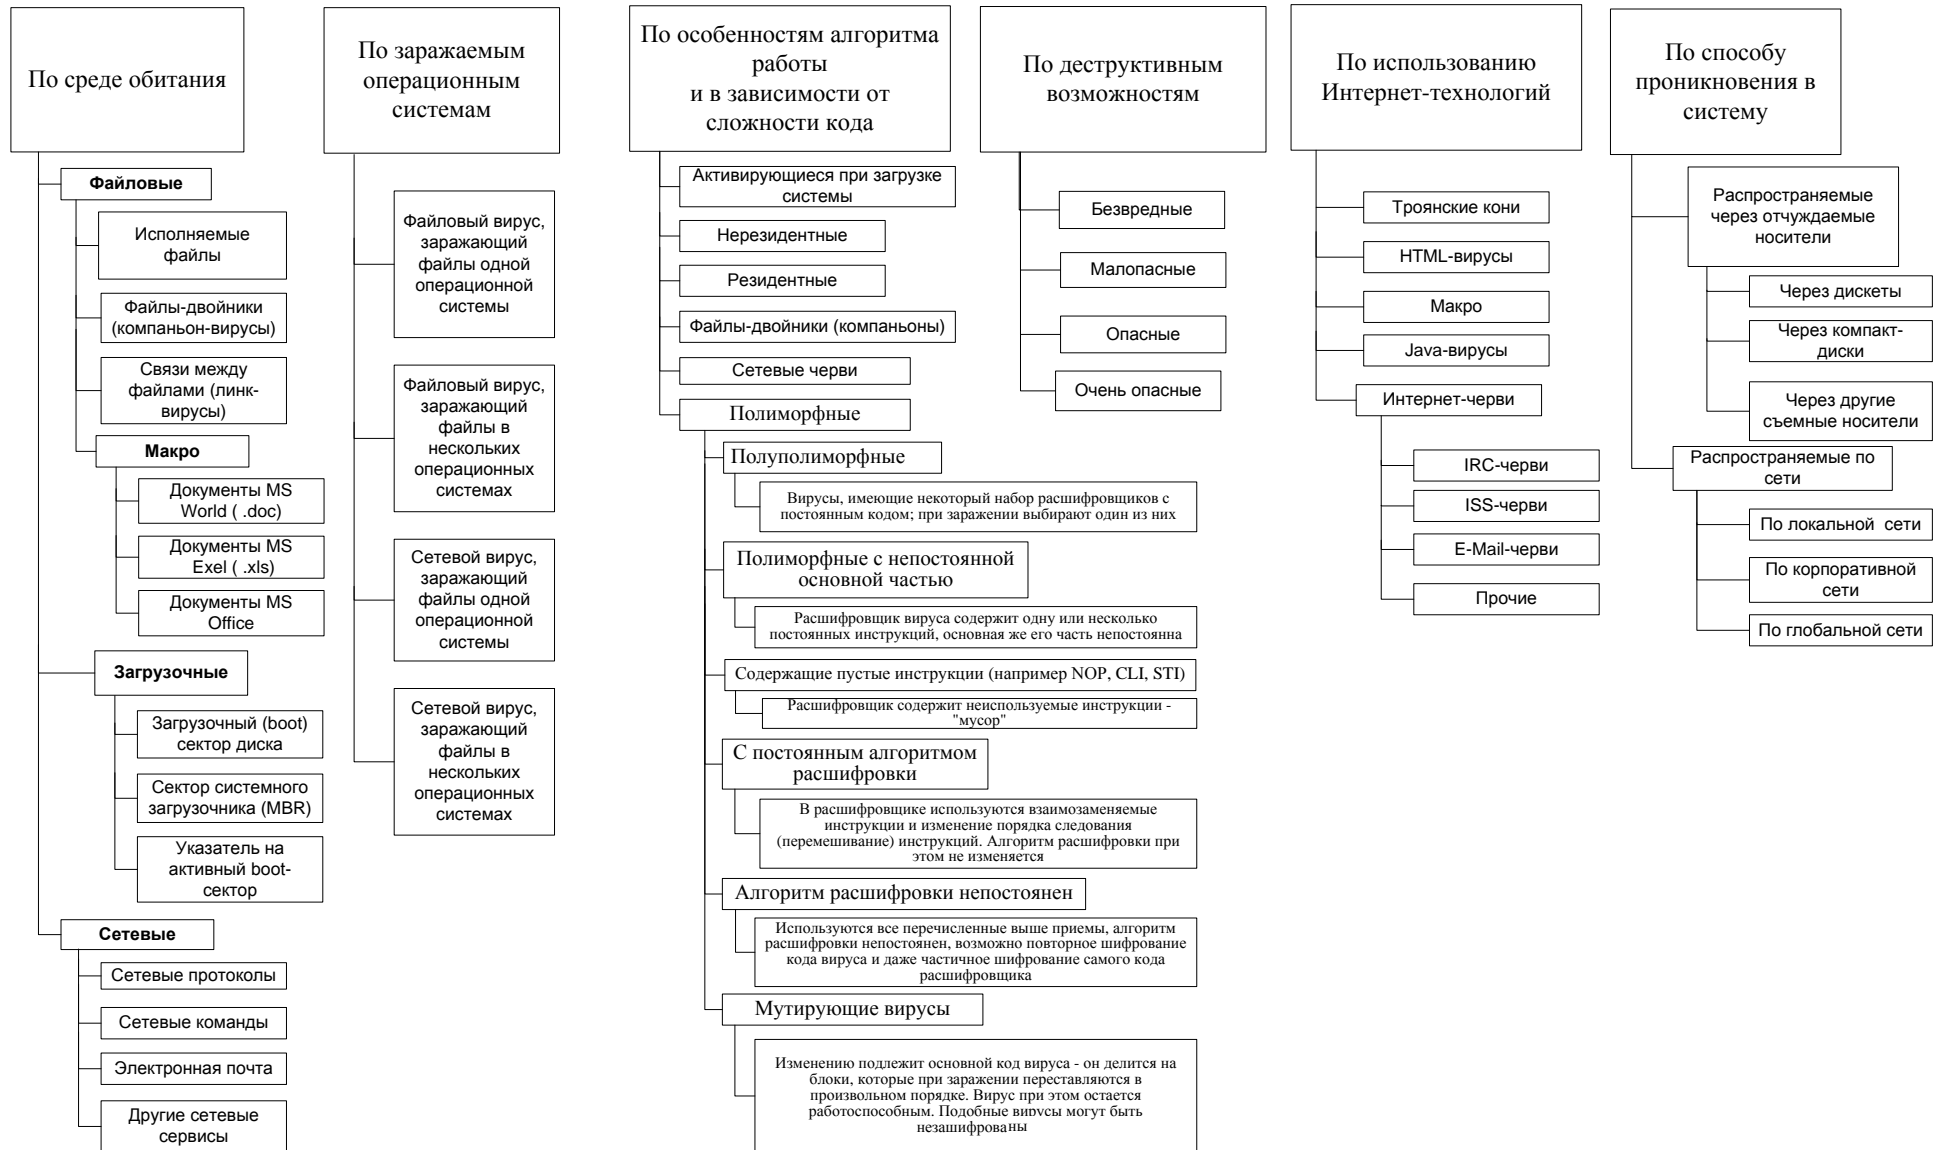 По среде обитания
Файловые
Исполняемые
файлы
Файлы-двойники
(компаньон-вирусы)
Связи между
файлами (линк-
вирусы)
Макро
Документы MS
World ( .doc)
Документы MS
Exel ( .xls)
Документы MS
Office
Загрузочные
Загрузочный (boot)
сектор диска
Сектор системного
загрузочника (MBR)
Указатель на
активный boot-
сектор
Сетевые
Сетевые протоколы
Сетевые команды
Электронная почта
Другие сетевые
сервисы
По заражаемым
операционным
системам
Файловый вирус,
заражающий
файлы одной
операционной
системы
Файловый вирус,
заражающий
файлы в
нескольких
операционных
системах
Сетевой вирус,
заражающий
файлы одной
операционной
системы
Сетевой вирус,
заражающий
файлы в
нескольких
операционных
системах
По особенностям алгоритма
работы
и в зависимости от
сложности кода
Активирующиеся при загрузке
системы
Нерезидентные
Резидентные
Файлы-двойники (компаньоны)
Сетевые черви
Полиморфные
Полуполиморфные
Вирусы, имеющие некоторый набор расшифровщиков с
постоянным кодом; при заражении выбирают один из них
Полиморфные с непостоянной
основной частью
Расшифровщик вируса содержит одну или несколько
постоянных инструкций, основная же его часть непостоянна
Содержащие пустые инструкции (например NOP, CLI, STI)
Расшифровщик содержит неиспользуемые инструкции -
"мусор"
С постоянным алгоритмом
расшифровки
В расшифровщике используются взаимозаменяемые
инструкции и изменение порядка следования
(перемешивание) инструкций. Алгоритм расшифровки при
этом не изменяется
Алгоритм расшифровки непостоянен
Используются все перечисленные выше приемы, алгоритм
расшифровки непостоянен, возможно повторное шифрование
кода вируса и даже частичное шифрование самого кода
расшифровщика
Мутирующие вирусы
Изменению подлежит основной код вируса - он делится на
блоки, которые при заражении переставляются в
произвольном порядке. Вирус при этом остается
работоспособным. Подобные вирусы могут быть
незашифрованы
По деструктивным
возможностям
Безвредные
Малопасные
Опасные
Очень опасные
По использованию
Интернет-технологий
Троянские кони
HTML-вирусы
Макро
Java-вирусы
Интернет-черви
IRC-черви
ISS-черви
E-Mail-черви
Прочие
По способу
проникновения в
систему
Распространяемые
через отчуждаемые
носители
Через дискеты
Через компакт-
диски
Через другие
съемные носители
Распространяемые по
сети
По локальной сети
По корпоративной
сети
По глобальной сети